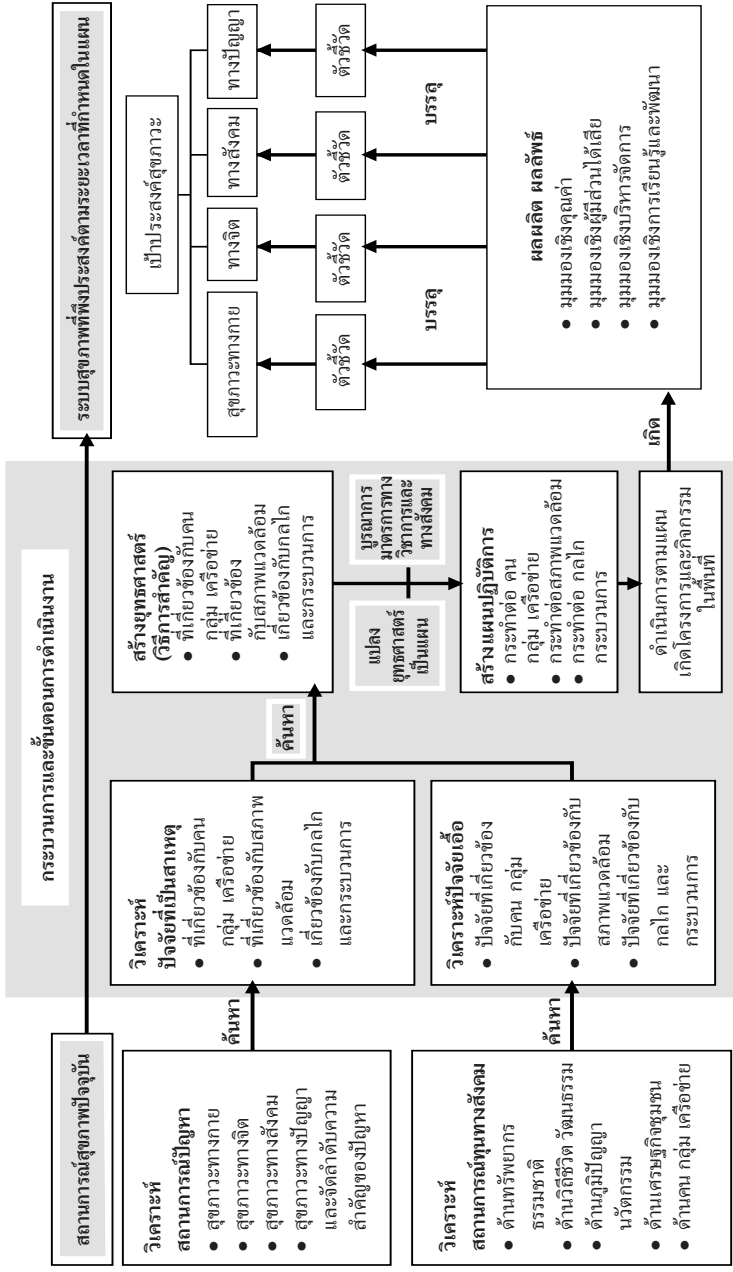 กระบวนการและขั้นตอนการดำเนินงาน
สถานการณ์สุขภาพปัจจุบัน
ระบบสุขภาพที่พึงประสงค์ตามระยะเวลาที่กำหนดในแผน
วิเคราะห์
สถานการณ์ปัญหา
● สุขภาวะทางกาย
● สุขภาวะทางจิต
● สุขภาวะทางสังคม
● สุขภาวะทางปัญญา
และจัดลำดับความ
สำคัญของปัญหา
ค้นหา
วิเคราะห์
ปัจจัยที่เป็นสาเหตุ
● ที่เกี่ยวข้องกับคน
กลุ่ม เครือข่าย
● ที่เกี่ยวข้องกับสภาพ
แวดล้อม
● เกี่ยวข้องกับกลไก
และกระบวนการ
วิเคราะห์
สถานการณ์ทุนทางสังคม
● ด้านทรัพยากร
ธรรมชาติ
● ด้านวิถีชีวิต วัฒนธรรม
● ด้านภูมิปัญญา
นวัตกรรม
● ด้านเศรษฐกิจชุมชน
● ด้านคน กลุ่ม เครือข่าย
ค้นหา
วิเคราะห์ปัจจัยเอื้อ
● ปัจจัยที่เกี่ยวข้อง
กับคน กลุ่ม
เครือข่าย
● ปัจจัยที่เกี่ยวข้องกับ
สภาพแวดล้อม
● ปัจจัยที่เกี่ยวข้องกับ
กลไก และ
กระบวนการ
ค้นหา
สร้างยุทธศาสตร์
(วิธีการสำคัญ)
● ที่เกี่ยวข้องกับคน
กลุ่ม เครือข่าย
● ที่เกี่ยวข้อง
กับสภาพแวดล้อม
● เกี่ยวข้องกับกลไก
และกระบวนการ
แปลง
ยุทธศาสตร์
เป็นแผน
บูรณาการ
มาตรการทาง
วิชาการและ
ทางสังคม
สร้างแผนปฏิบัติการ
● กระทำต่อ คน
กลุ่ม เครือข่าย
● กระทำต่อสภาพแวดล้อม
● กระทำต่อ กลไก
กระบวนการ
ดำเนินการตามแผน
เกิดโครงการและกิจกรรม
ในพื้นที่
เกิด
เป้าประสงค์สุขภาวะ
สุขภาวะทางกาย
ทางจิต
ทางสังคม
ทางปัญญา
ตัวชี้วัด
ตัวชี้วัด
ตัวชี้วัด
ตัวชี้วัด
บรรลุ
บรรลุ
ผลผลิต ผลลัพธ์
● มุมมองเชิงคุณค่า
● มุมมองเชิงผู้มีส่วนได้เสีย
● มุมมองเชิงบริหารจัดการ
● มุมมองเชิงการเรียนรู้และพัฒนา